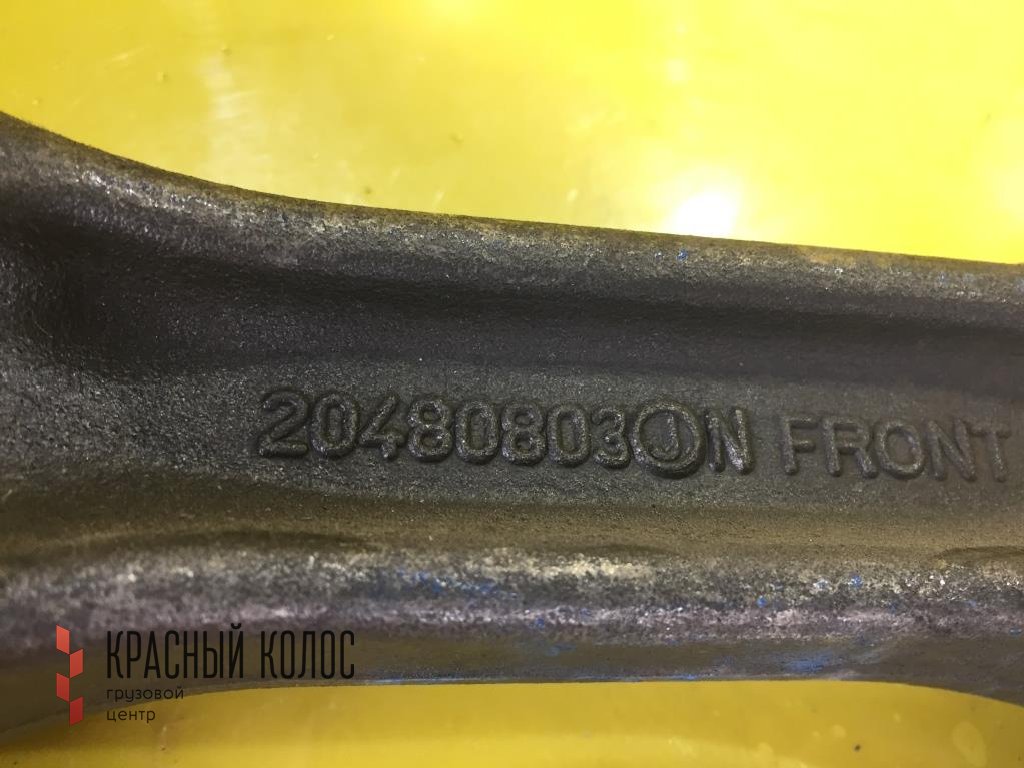 20480803 J N FRONT
КРАСНЫЙ КОЛОС
грузовой
центр